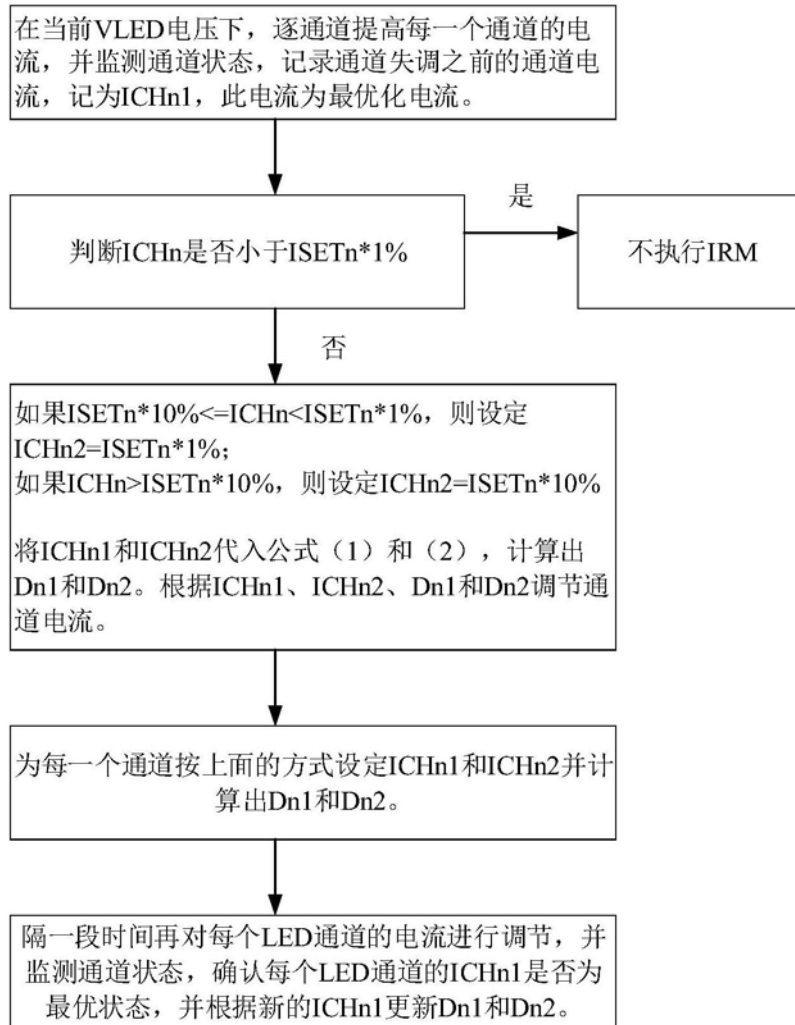 在当前VLED电压下，逐通道提高每一个通道的电
流，并监测通道状态，记录通道失调之前的通道电
流，记为ICHn1，此电流为最优化电流。
是
判断ICHn是否小于ISETn*1%
不执行IRM
否
如果ISETn*10%<=ICHn<ISETn*1%，则设定
ICHn2=ISETn*1%；
如果ICHn>ISETn*10%，则设定ICHn2=ISETn*10%
将ICHn1和ICHn2代入公式（1）和（2），计算出
Dn1和Dn2。根据ICHn1、ICHn2、Dn1和Dn2调节通
道电流。
为每一个通道按上面的方式设定ICHn1和ICHn2并计
算出Dn1和Dn2。
隔一段时间再对每个LED通道的电流进行调节，并
监测通道状态，确认每个LED通道的ICHn1是否为
最优状态，并根据新的ICHn1更新Dn1和Dn2。